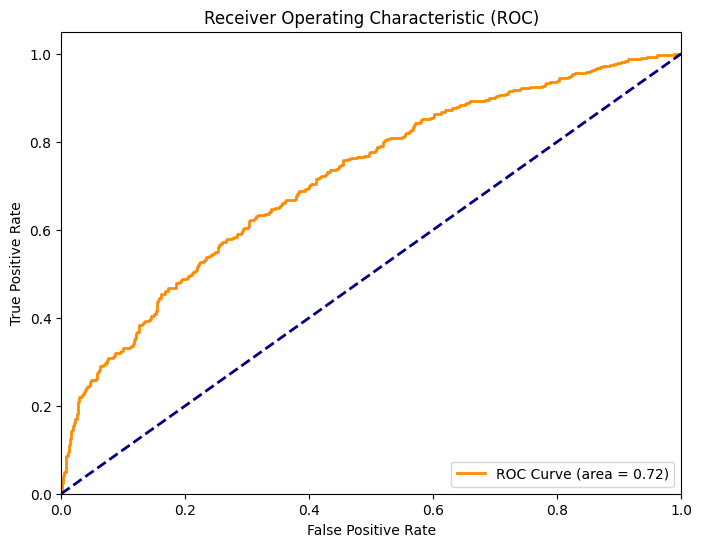 Receiver Operating Characteristic (ROC)
True Positive Rate
1.0
0.8
0.6
0.4
0.2
0.0
ROC Curve (area = 0.72)
0.0 0.2 0.4 0.6 0.8 1.0
False Positive Rate